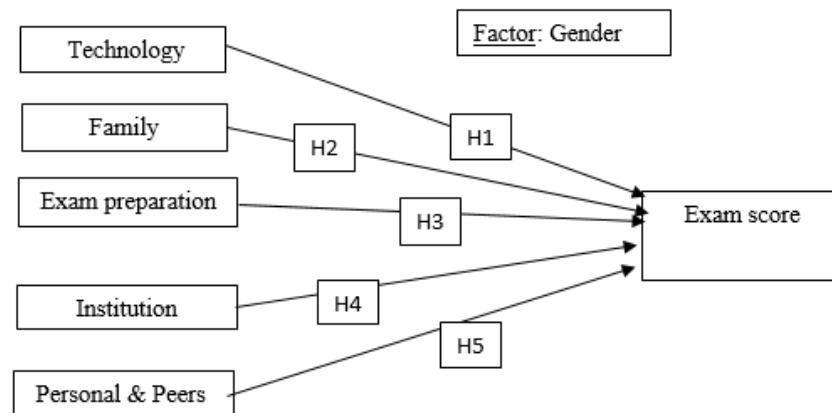 Technology
Factor: Gender
Family
H1
H2
Exam preparation
H3
Exam score
Institution
H4
H5
Personal & Peers